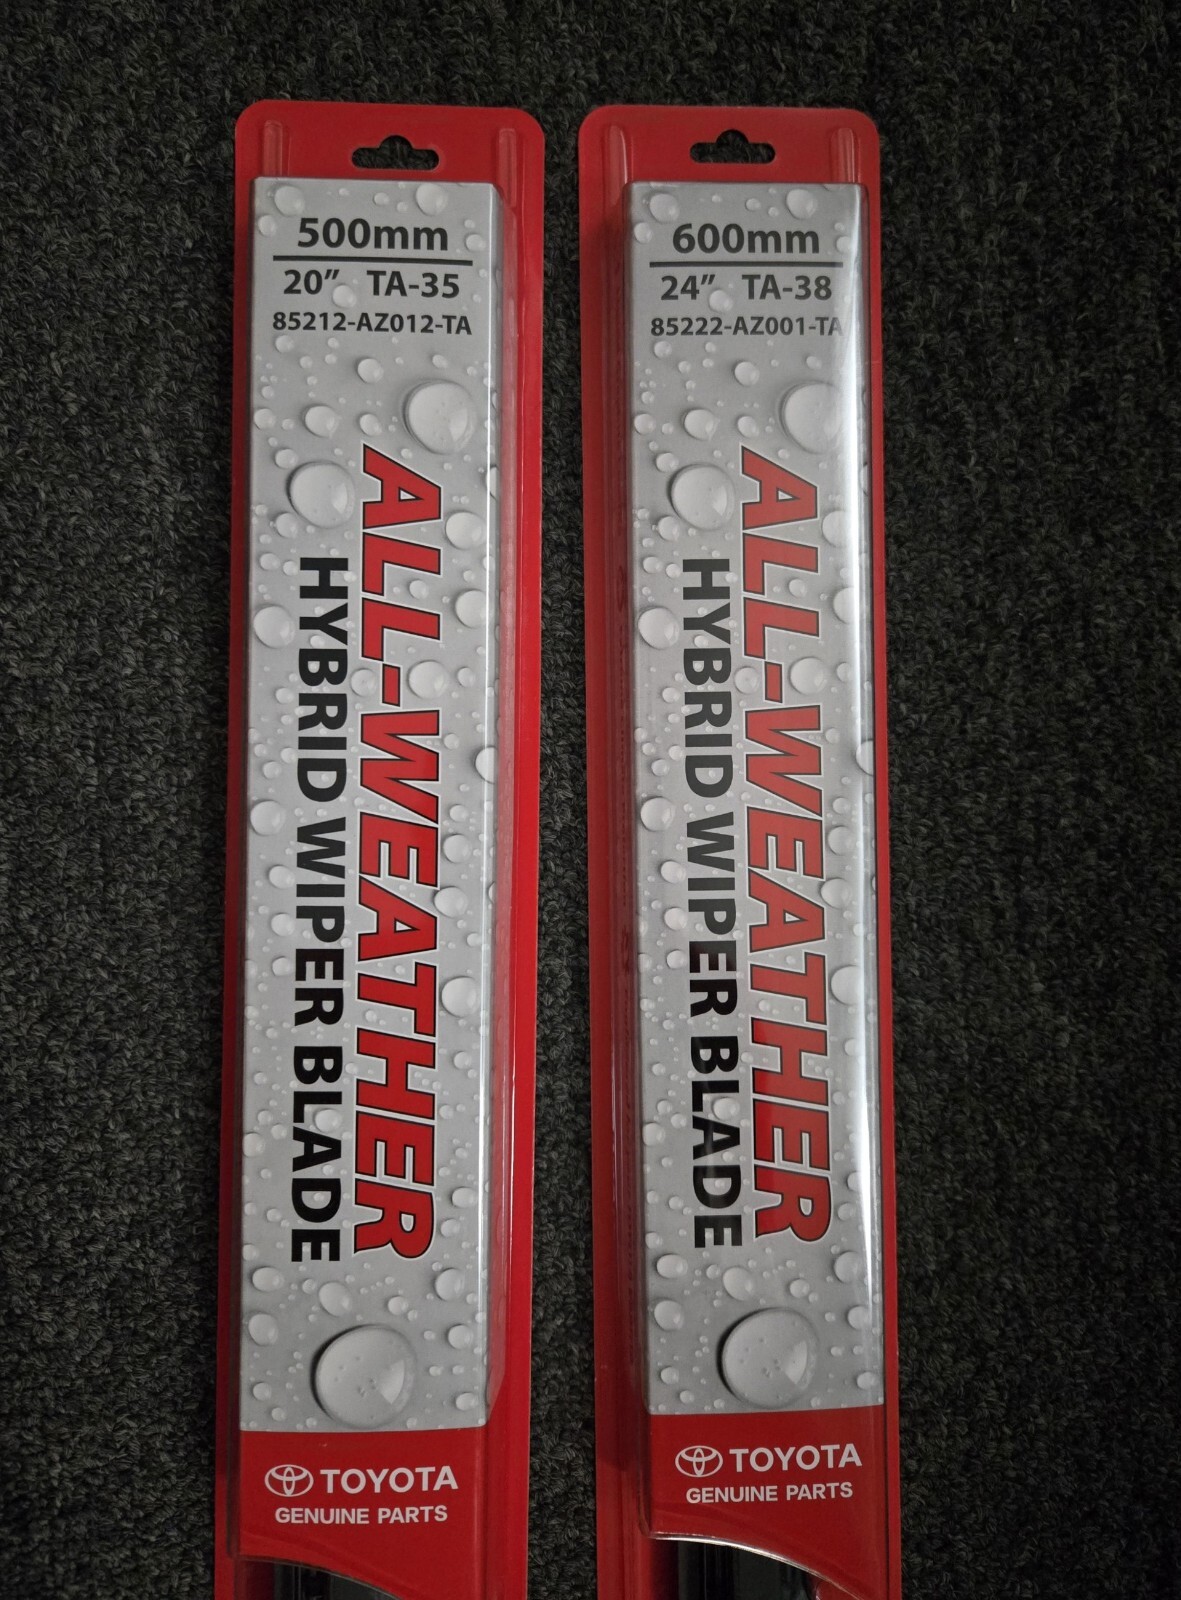 500mm
20” TA-35
85212-AZ012-TA
ALL-WEATHER
HYBRID WIPER BLADE
TOYOTA
GENUINE PARTS
600mm
24” TA-38
85222-AZ001-TA
ALL-WEATHER
HYBRID WIPER BLADE
TOYOTA
GENUINE PARTS